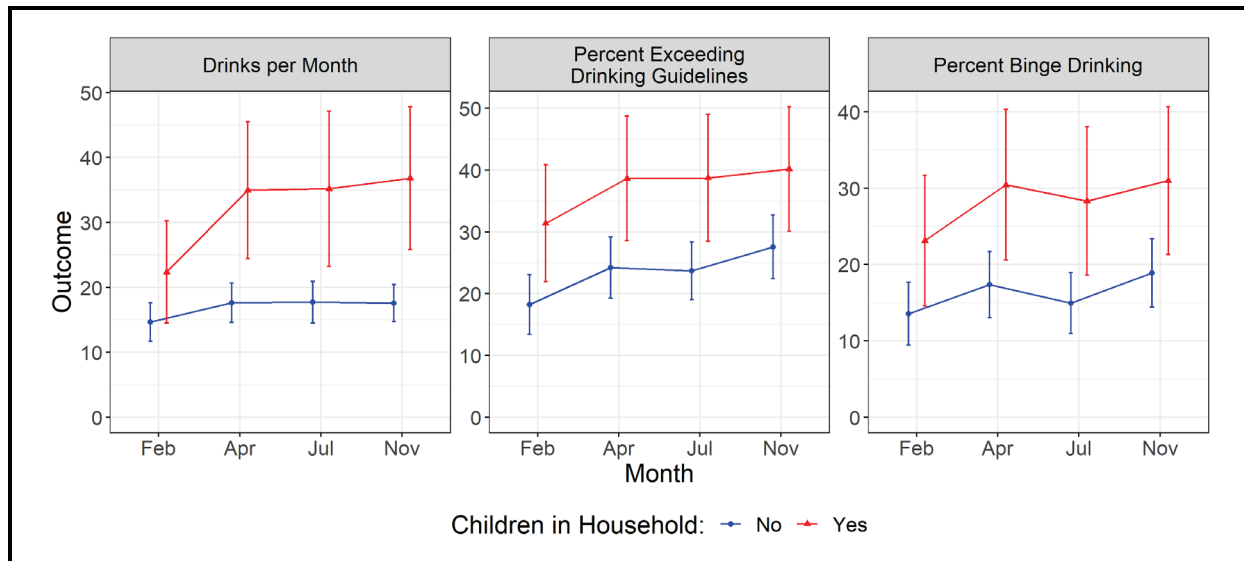 Drinks per Month
Percent Exceeding
Drinking Guidelines
Percent Binge Drinking
Outcome
50
40
30
20
10
0
50
40
30
20
10
0
40
30
20
10
0
Feb Apr Jul Nov
Feb Apr Jul Nov
Feb Apr Jul Nov
Month
Children in Household: No Yes